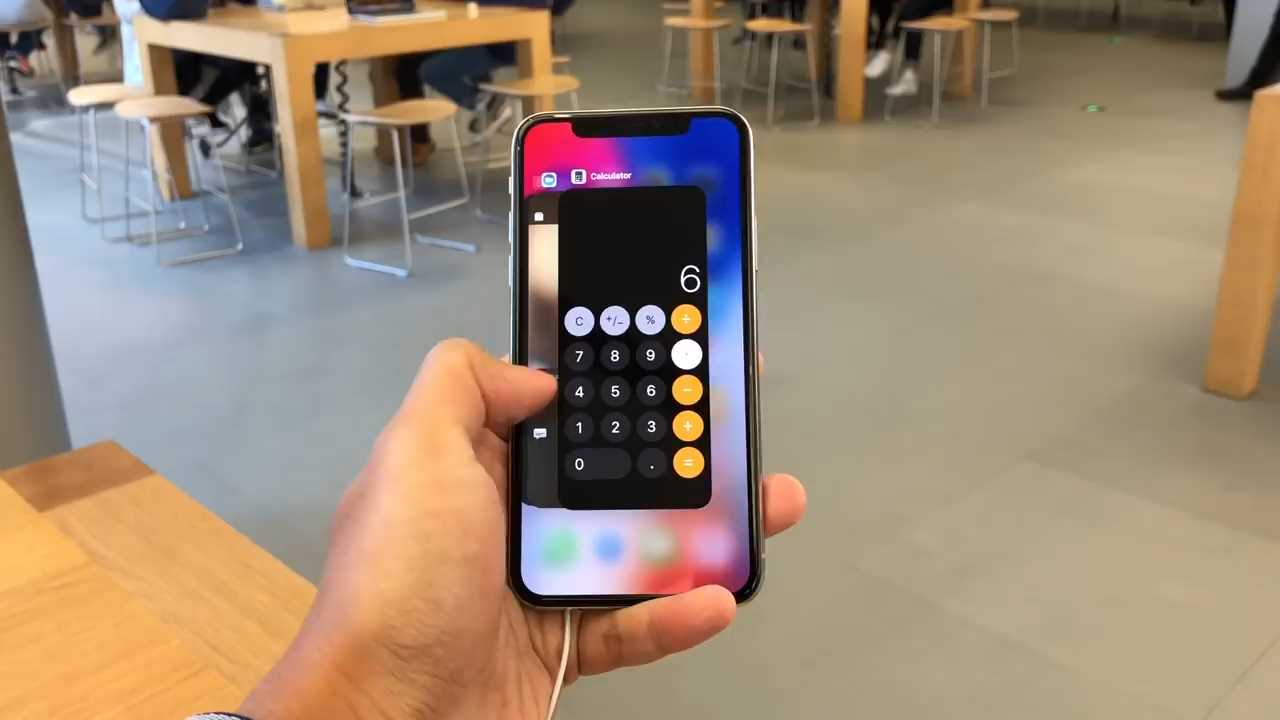 Calculator
6
C +/− % ÷
7 8 9
4 5 6 −
1 2 3 +
0 . =